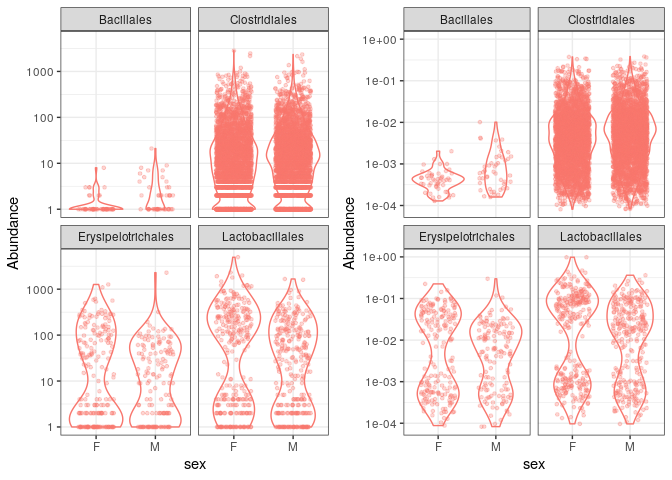 Bacillales Clostridiales
1000
100
10
1
Erysipelotrichales Lactobacillales
1000
100
10
1
F M F M
sex
Abundance
Bacillales Clostridiales
1e+00
1e-01
1e-02
1e-03
1e-04
Erysipelotrichales Lactobacillales
1e+00
1e-01
1e-02
1e-03
1e-04
F M F M
sex
Abundance